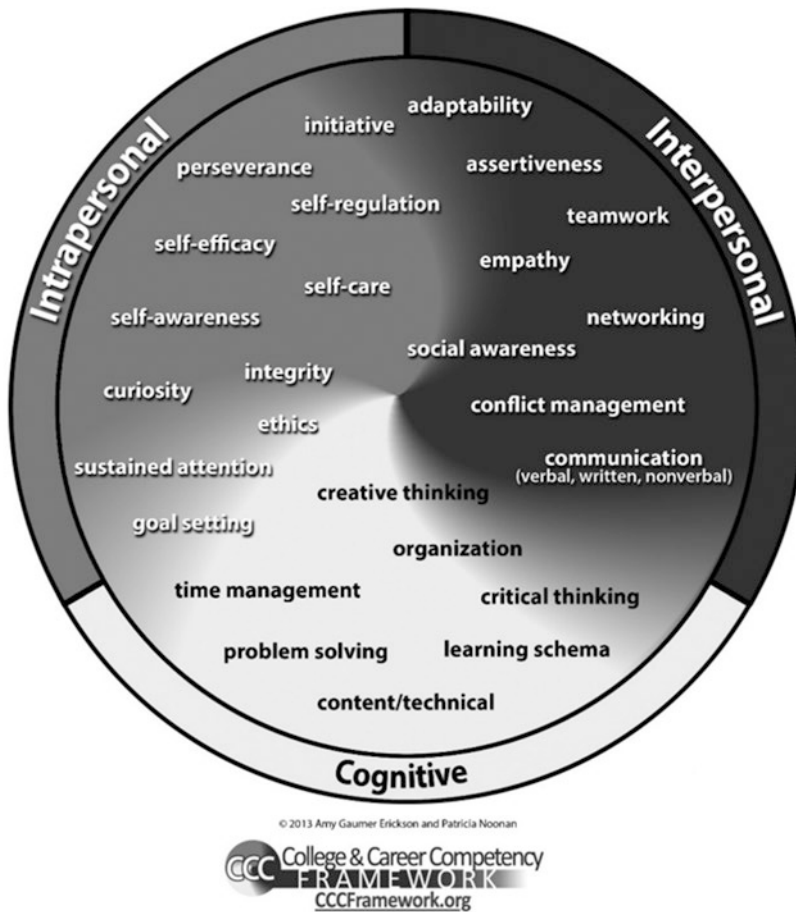 Intrapersonal
Interpersonal
Cognitive
adaptability
initiative
assertiveness
perseverance
self-regulation
teamwork
self-efficacy
empathy
self-care
self-awareness
networking
social awareness
integrity
curiosity
conflict management
ethics
communication
(verbal, written, nonverbal)
sustained attention
creative thinking
goal setting
organization
time management
critical thinking
problem solving
learning schema
content/technical
© 2013 Amy Gaumer Erickson and Patricia Noonan
CCC College & Career Competency
FRAMEWORK
CCCFramework.org